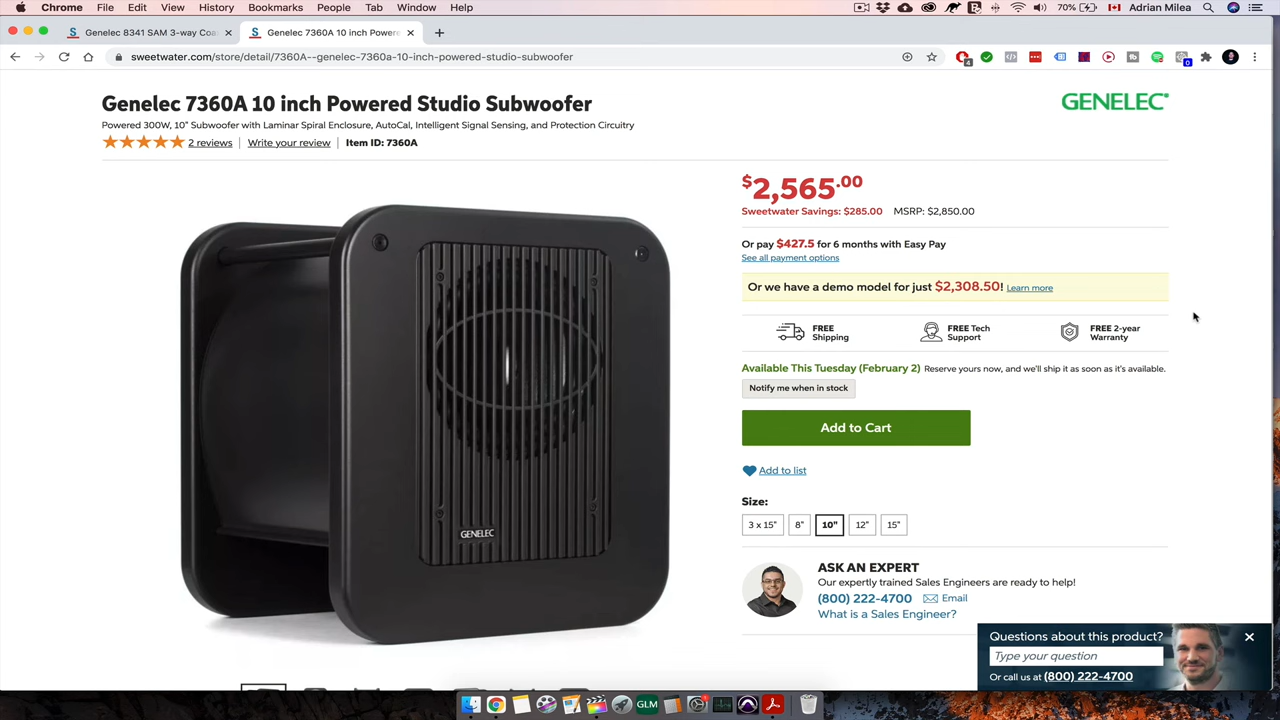 Chrome File Edit View History Bookmarks People Tab Window Help 70% Adrian Milea
Genelec 8341 SAM 3-way Coa
Genelec 7360A 10 inch Powere
sweetwater.com/store/detail/7360A--genelec-7360a-10-inch-powered-studio-subwoofer
4
0
Genelec 7360A 10 inch Powered Studio Subwoofer
GENELEC®
Powered 300W, 10" Subwoofer with Laminar Spiral Enclosure, AutoCal, Intelligent Signal Sensing, and Protection Circuitry
2 reviews | Write your review | Item ID: 7360A
$2,565.00
Sweetwater Savings: $285.00 MSRP: $2,850.00
Or pay $427.5 for 6 months with Easy Pay
See all payment options
Or we have a demo model for just $2,308.50! Learn more
FREE Shipping
FREE Tech Support
FREE 2-year Warranty
Available This Tuesday (February 2) Reserve yours now, and we'll ship it as soon as it's available.
Notify me when in stock
Add to Cart
Add to list
Size:
3 x 15" 8" 10" 12" 15"
GENELEC
ASK AN EXPERT
Our expertly trained Sales Engineers are ready to help!
(800) 222-4700 Email
What is a Sales Engineer?
Questions about this product?
Type your question
Or call us at (800) 222-4700
GLM